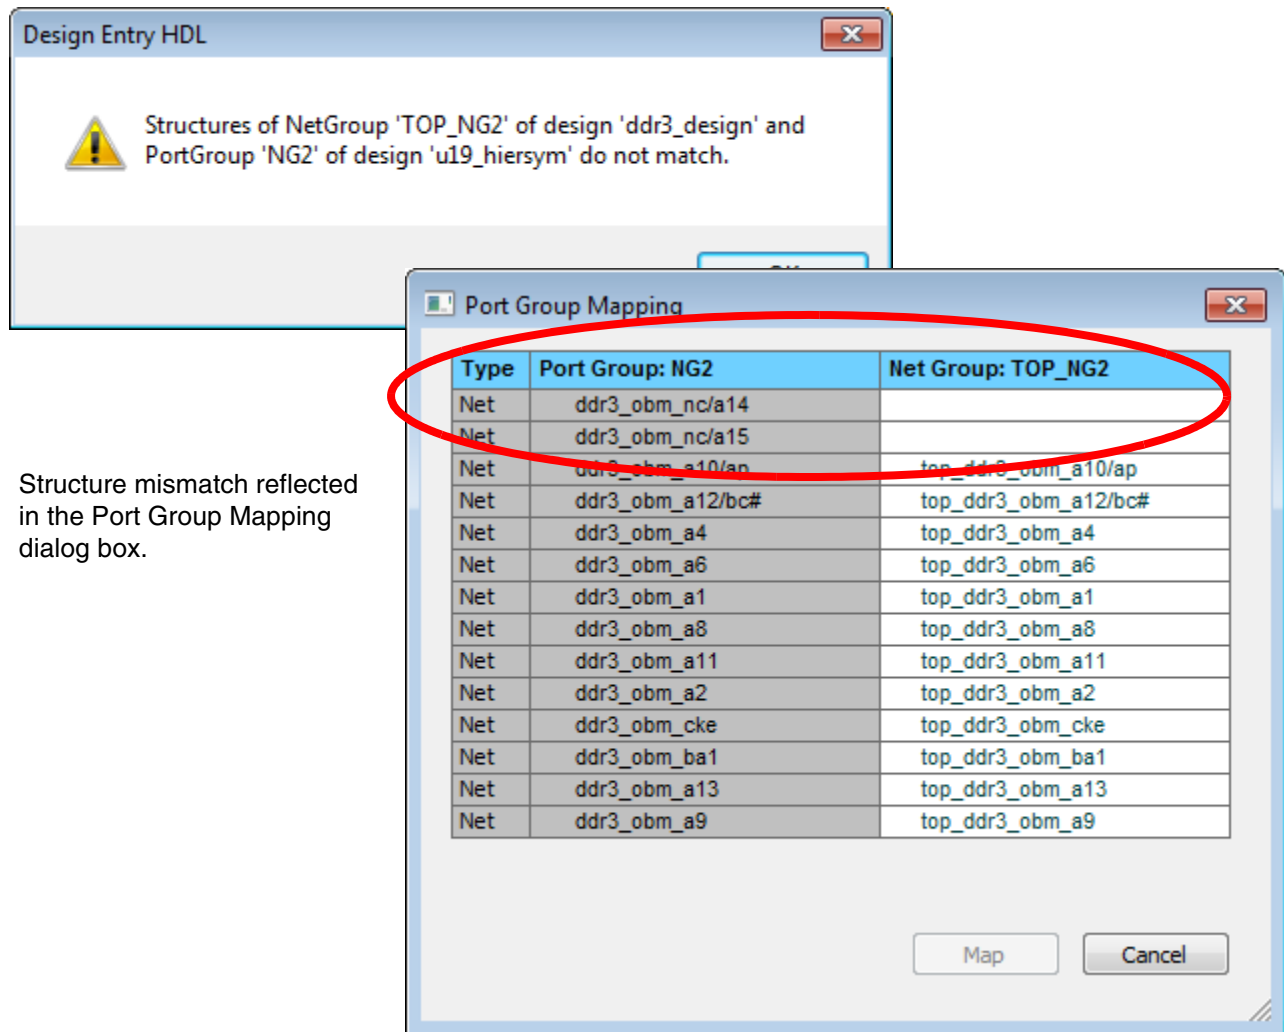 Design Entry HDL
Structures of NetGroup 'TOP_NG2' of design 'ddr3_design' and
PortGroup 'NG2' of design 'u19_hiersym' do not match.
Port Group Mapping
Type Port Group: NG2 Net Group: TOP_NG2
Net ddr3_obm_nc/a14
Net ddr3_obm_nc/a15
Net ddr3_obm_a10/ap top_ddr3_obm_a10/ap
Net ddr3_obm_a12/bc# top_ddr3_obm_a12/bc#
Net ddr3_obm_a4 top_ddr3_obm_a4
Net ddr3_obm_a6 top_ddr3_obm_a6
Net ddr3_obm_a1 top_ddr3_obm_a1
Net ddr3_obm_a8 top_ddr3_obm_a8
Net ddr3_obm_a11 top_ddr3_obm_a11
Net ddr3_obm_a2 top_ddr3_obm_a2
Net ddr3_obm_cke top_ddr3_obm_cke
Net ddr3_obm_ba1 top_ddr3_obm_ba1
Net ddr3_obm_a13 top_ddr3_obm_a13
Net ddr3_obm_a9 top_ddr3_obm_a9
Map Cancel
Structure mismatch reflected
in the Port Group Mapping
dialog box.